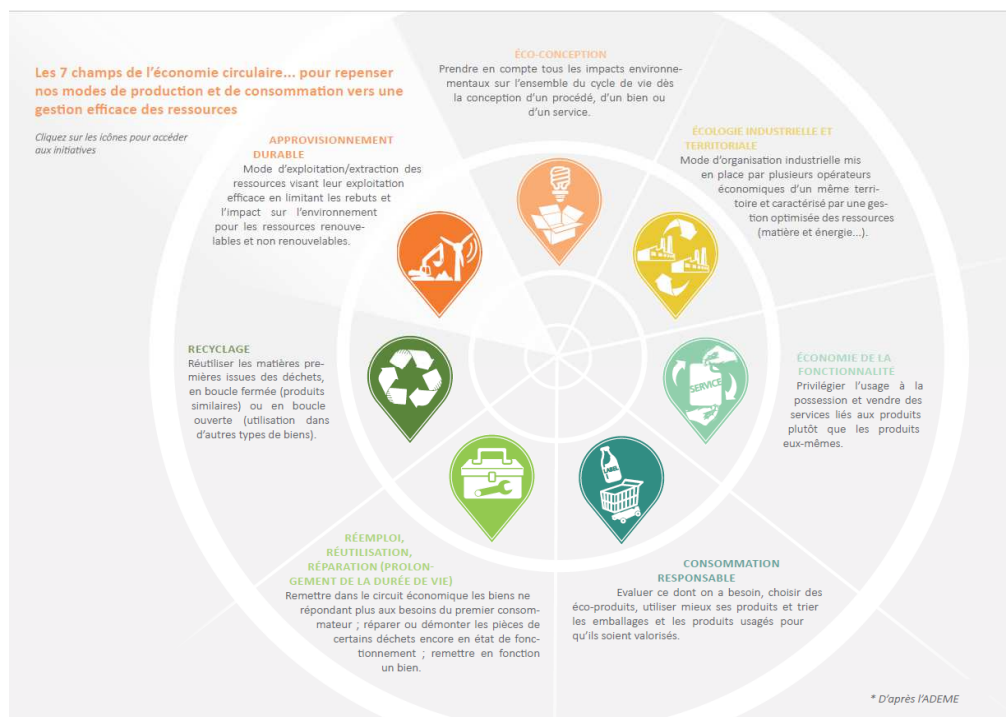 Les 7 champs de l'économie circulaire... pour repenser
nos modes de production et de consommation vers une
gestion efficace des ressources
Cliquez sur les icônes pour accéder
aux initiatives
ÉCO-CONCEPTION
Prendre en compte tous les impacts environne-
mentaux sur l'ensemble du cycle de vie dès
la conception d'un procédé, d'un bien ou
d'un service.
ÉCOLOGIE INDUSTRIELLE ET
TERRITORIALE
Mode d'organisation industrielle mis
en place par plusieurs opérateurs
économiques d'un même terri-
toire et caractérisé par une ges-
tion optimisée des ressources
(matière et énergie...).
ÉCONOMIE DE LA
FONCTIONNALITÉ
Privilégier l'usage à la
possession et vendre des
services liés aux produits
plutôt que les produits
eux-mêmes.
SERVICE
CONSOMMATION
RESPONSABLE
Evaluer ce dont on a besoin, choisir des
éco-produits, utiliser mieux ses produits et trier
les emballages et les produits usagés pour
qu'ils soient valorisés.
LABEL
RÉEMPLOI,
RÉUTILISATION,
RÉPARATION (PROLON-
GEMENT DE LA DURÉE DE VIE)
Remettre dans le circuit économique les biens ne
répondant plus aux besoins du premier consom-
mateur ; réparer ou démonter les pièces de
certains déchets encore en état de fonc-
tionnement ; remettre en fonction
un bien.
RECYCLAGE
Réutiliser les matières pre-
mières issues des déchets,
en boucle fermée (produits
similaires) ou en boucle
ouverte (utilisation dans
d'autres types de biens).
APPROVISIONNEMENT
DURABLE
Mode d'exploitation/extraction des
ressources visant leur exploitation
efficace en limitant les rebuts et
l'impact sur l'environnement
pour les ressources renouve-
lables et non renouvelables.
* D'après l'ADEME